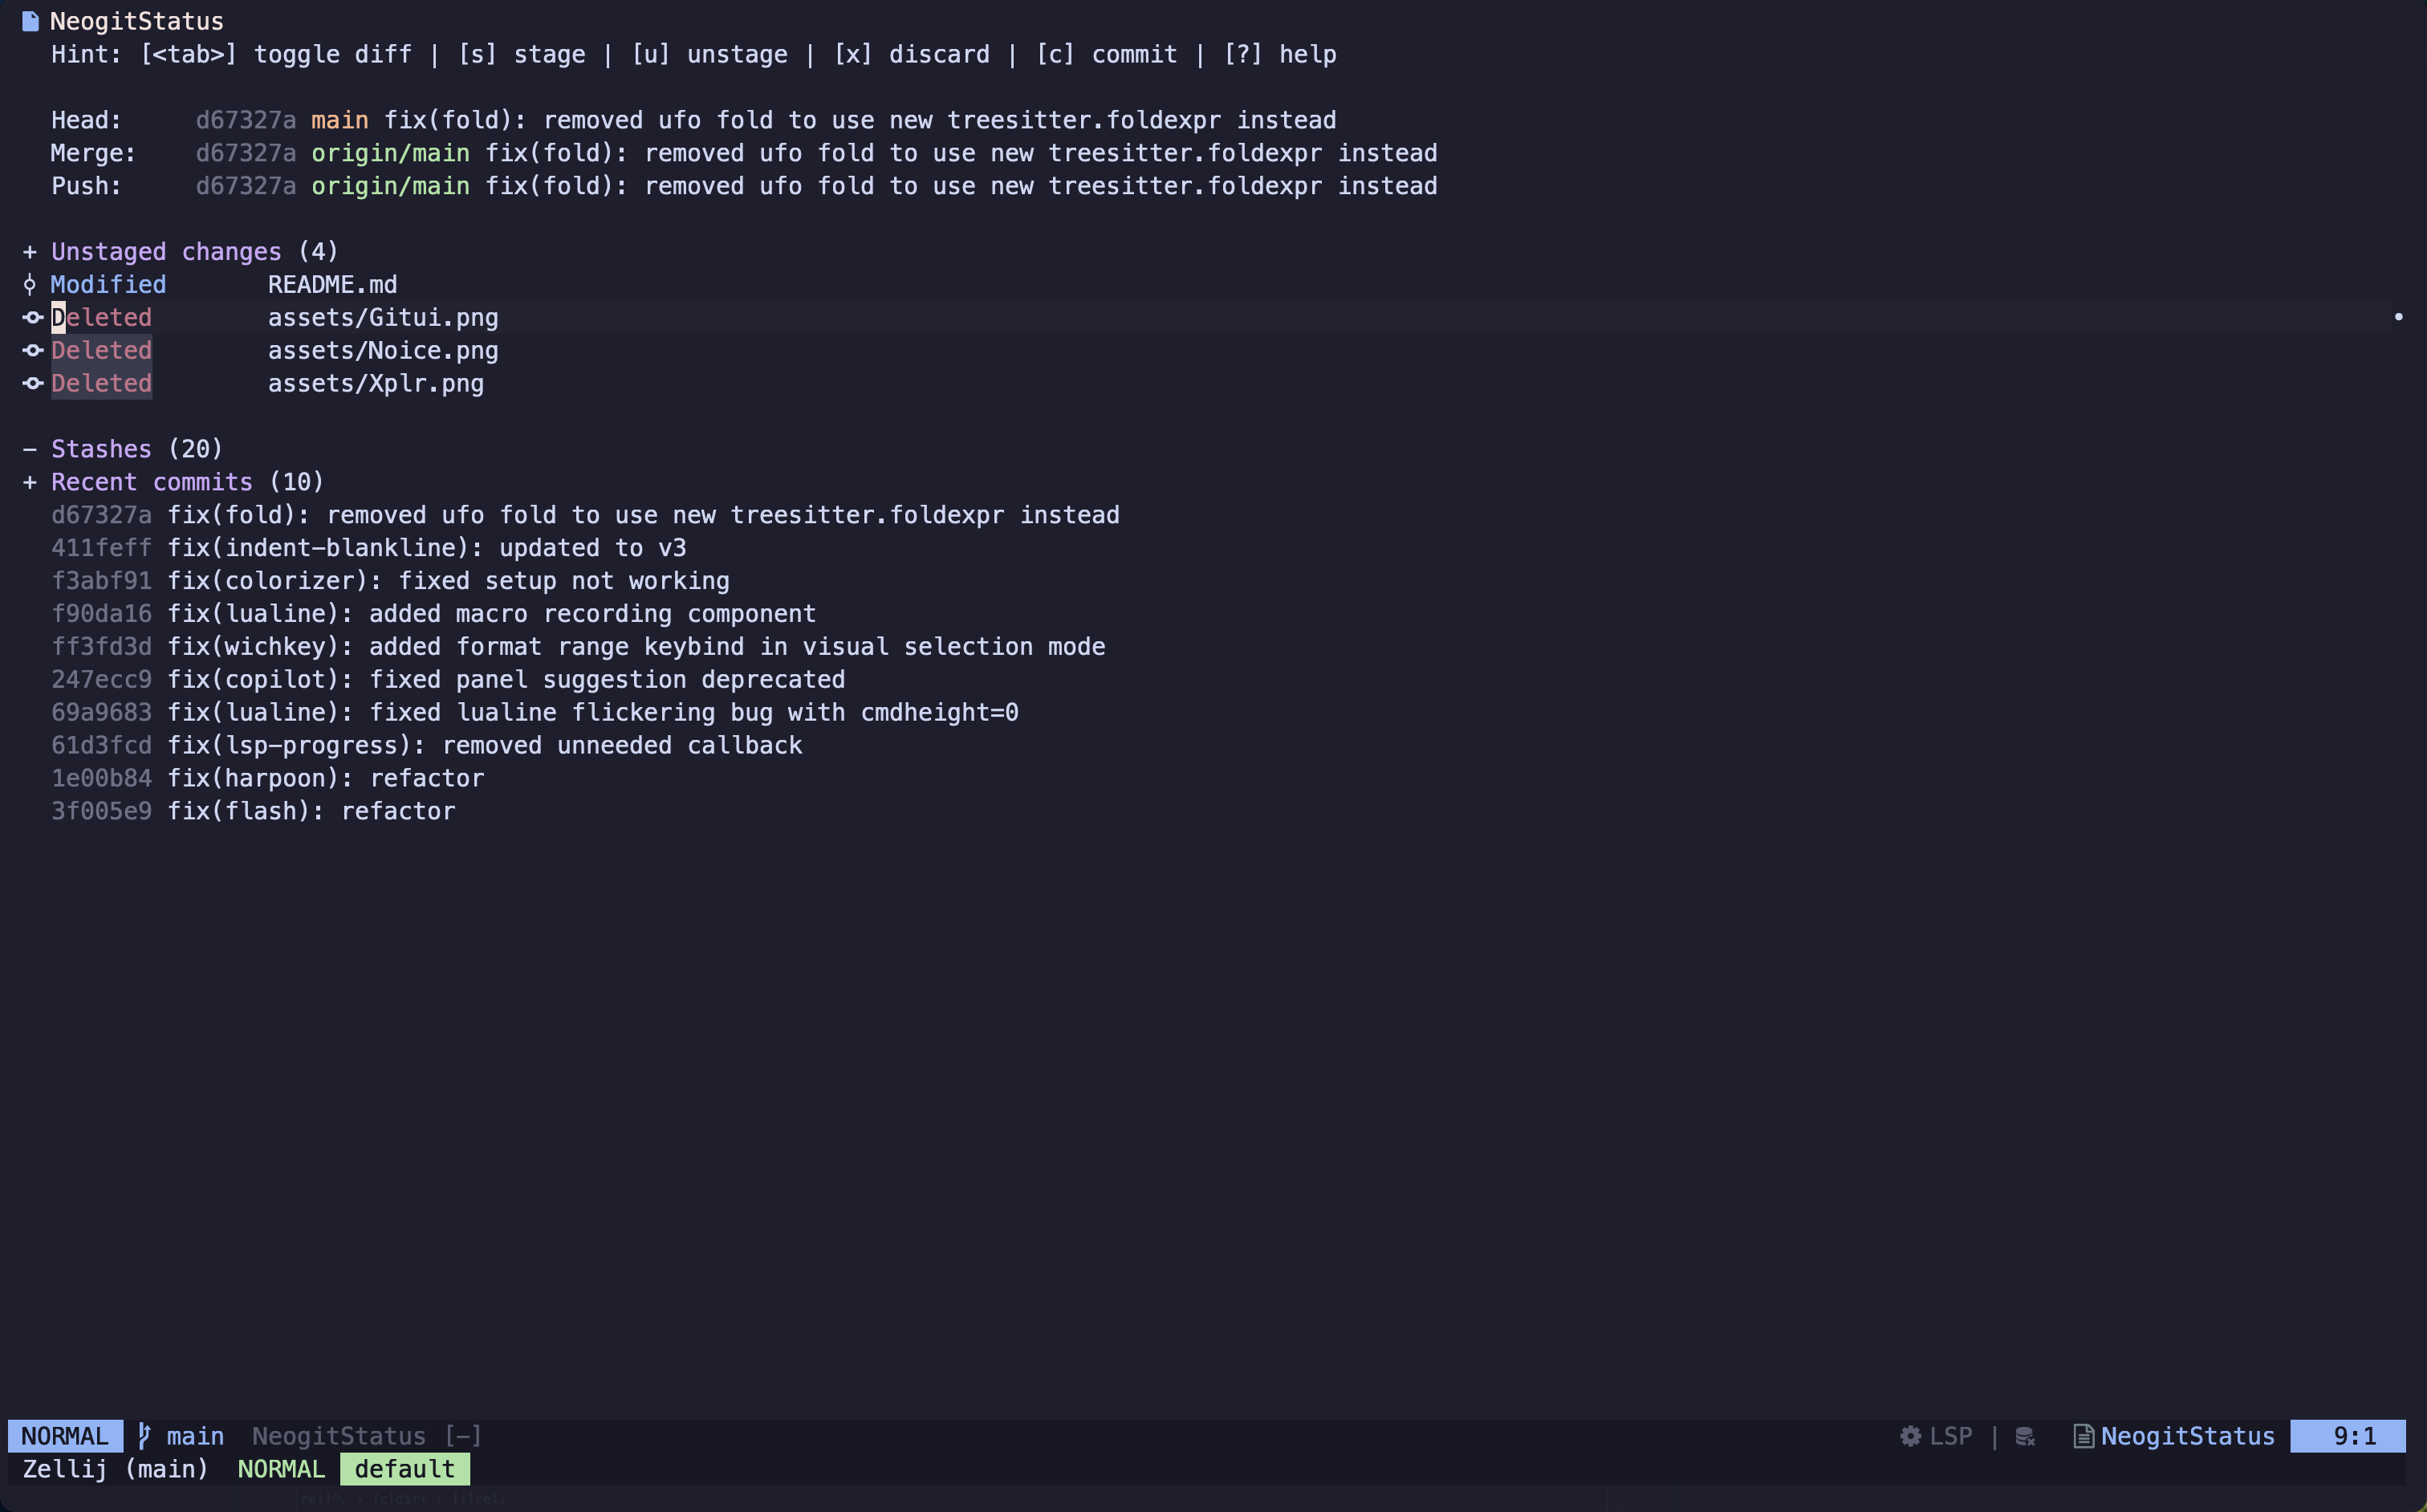 NeogitStatus
Hint: [<tab>] toggle diff | [s] stage | [u] unstage | [x] discard | [c] commit | [?] help
Head: d67327a main fix(fold): removed ufo fold to use new treesitter.foldexpr instead
Merge: d67327a origin/main fix(fold): removed ufo fold to use new treesitter.foldexpr instead
Push: d67327a origin/main fix(fold): removed ufo fold to use new treesitter.foldexpr instead
+ Unstaged changes (4)
Modified README.md
Deleted assets/Gitui.png
Deleted assets/Noice.png
Deleted assets/Xplr.png
- Stashes (20)
+ Recent commits (10)
d67327a fix(fold): removed ufo fold to use new treesitter.foldexpr instead
411feff fix(indent-blankline): updated to v3
f3abf91 fix(colorizer): fixed setup not working
f90da16 fix(lualine): added macro recording component
ff3fd3d fix(wichkey): added format range keybind in visual selection mode
247ecc9 fix(copilot): fixed panel suggestion deprecated
69a9683 fix(lualine): fixed lualine flickering bug with cmdheight=0
61d3fcd fix(lsp-progress): removed unneeded callback
1e00b84 fix(harpoon): refactor
3f005e9 fix(flash): refactor
NORMAL main NeogitStatus [-] LSP | NeogitStatus 9:1
Zellij (main) NORMAL default